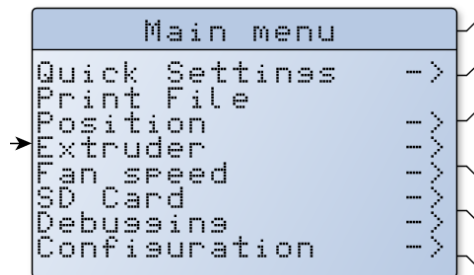 Main menu
Quick Settings ->
Print File
Position ->
Extruder ->
Fan speed ->
SD Card ->
Debugging ->
Configuration ->